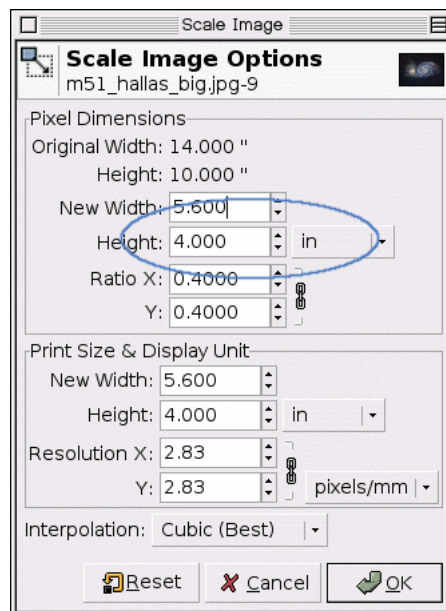 Scale Image
Scale Image Options
m51_hallas_big.jpg-9
Pixel Dimensions
Original Width: 14.000 "
Height: 10.000 "
New Width: 5.600
Height: 4.000 in
Ratio X: 0.4000
Y: 0.4000
Print Size & Display Unit
New Width: 5.600
Height: 4.000 in
Resolution X: 2.83
Y: 2.83 pixels/mm
Interpolation: Cubic (Best)
Reset Cancel OK